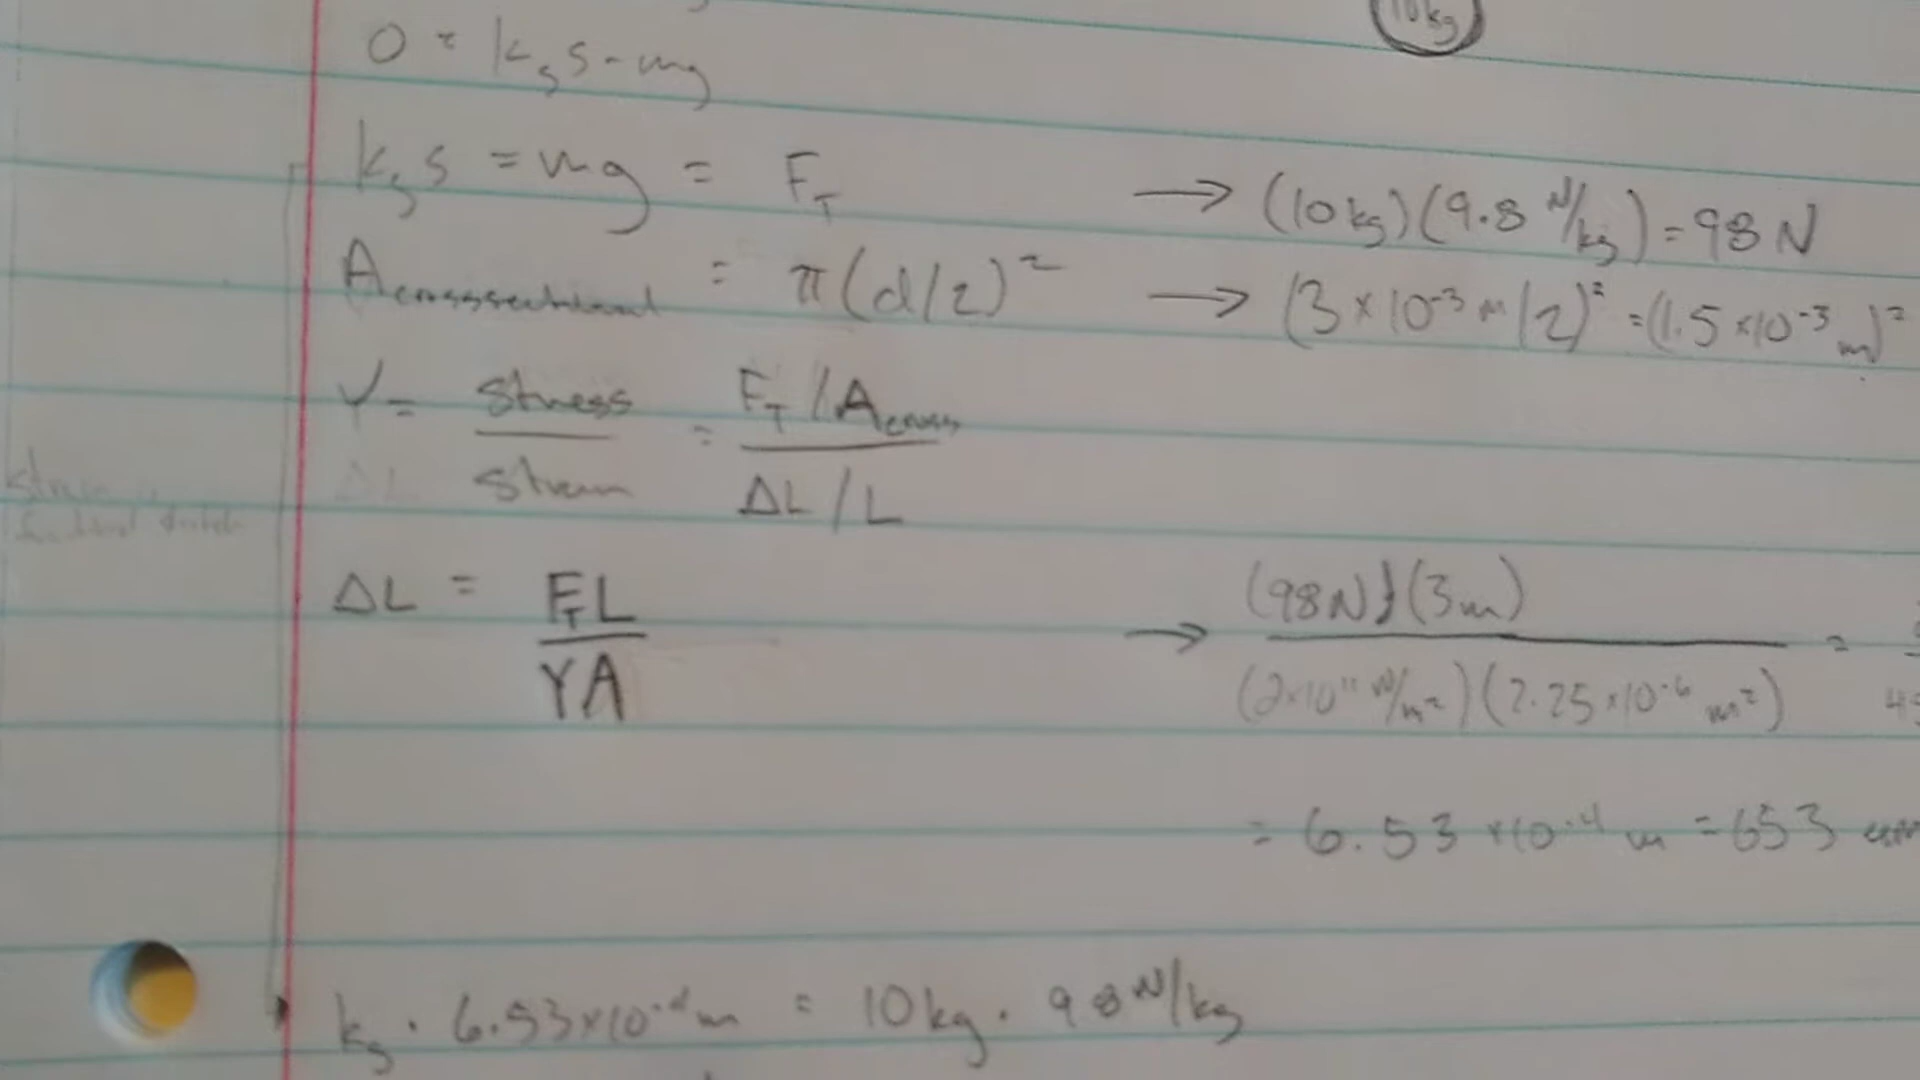 10kg
0 = k_s s - mg
k_s s = mg = F_T → (10kg)(9.8 N/kg) = 98 N
A_crosssectional = π(d/2)² → (3×10⁻³ m/2)² = (1.5×10⁻³ m)²
Y = stress/strain = (F_T/A_cross)/(ΔL/L)
ΔL = F_T L/YA → (98N)(3m)/(2×10¹¹ N/m²)(2.25×10⁻⁶ m²) =
= 6.53 ×10⁻⁴ m = 653
k_s · 6.53×10⁻⁴ m = 10kg · 9.8 N/kg